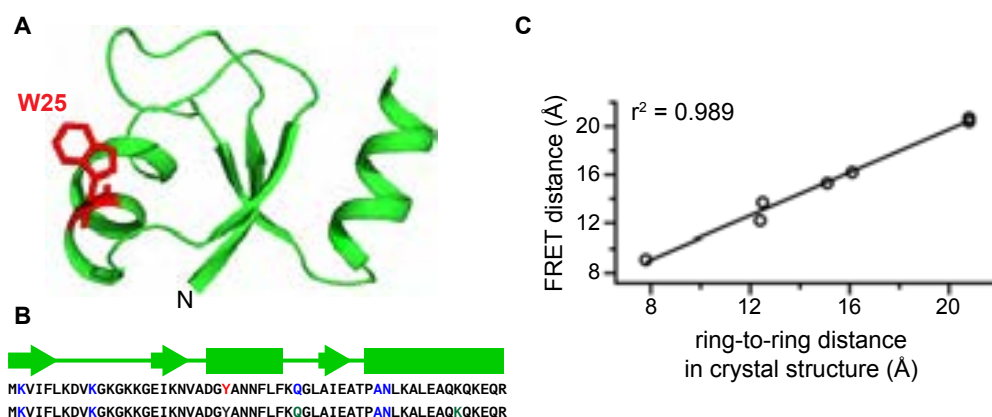 A
W25
N
B
MKVIFLKDVKGKGKKGEIKNVADGYANNFLFKQGLAIEATPANLKALEAQKQKEQR
MKVIFLKDVKGKGKKGEIKNVADGYANNFLFKQGLAIEATPANLKALEAQKQKEQR
C
r² = 0.989
FRET distance (Å)
20
16
12
8
8 12 16 20
ring-to-ring distance
in crystal structure (Å)